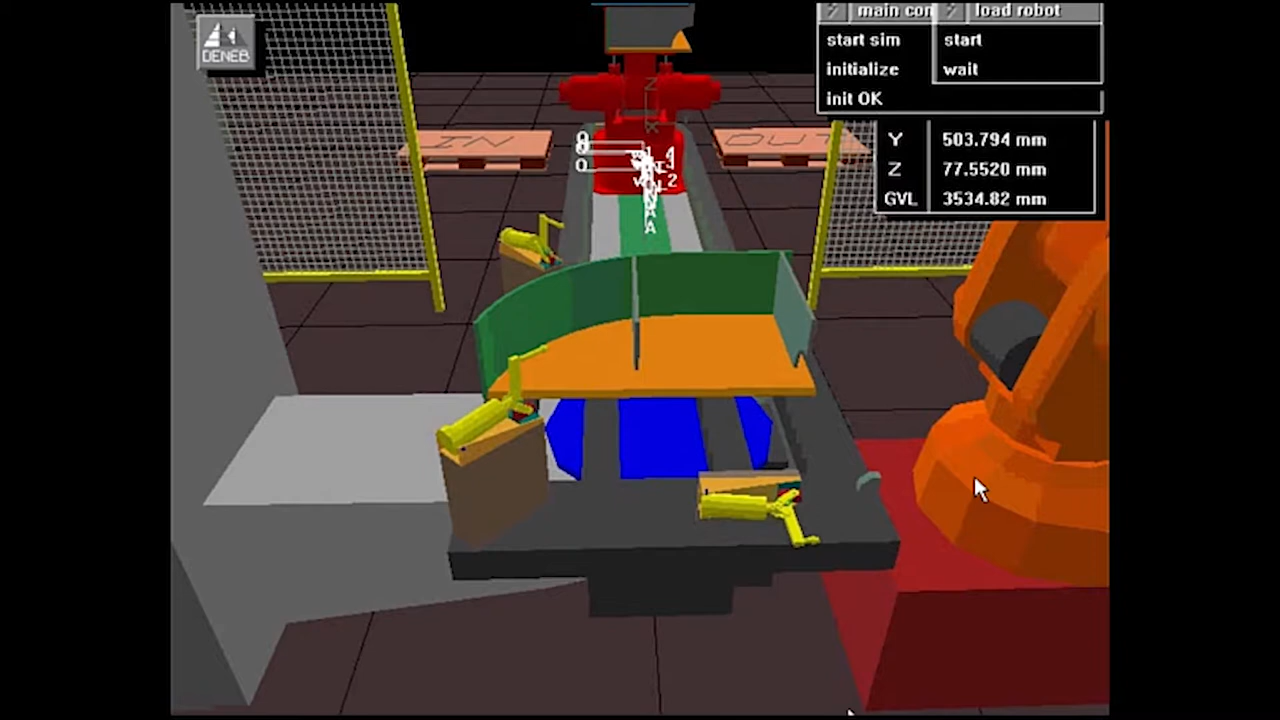 DENEB
main con
load robot
start sim
start
initialize
wait
init OK
Y 503.794 mm
Z 77.5520 mm
GVL 3534.82 mm
IN
OUT